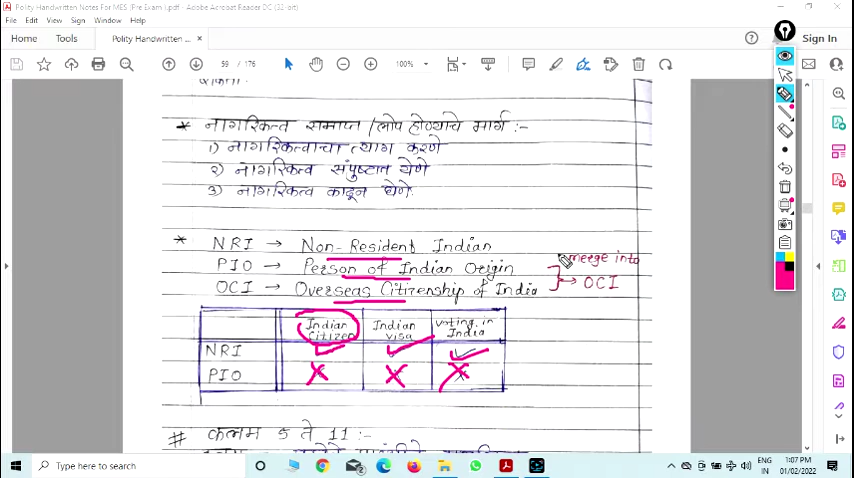 Polity Handwritten Notes For MES (Pre Exam ).pdf - Adobe Acrobat Reader DC (32-bit)
File Edit View Sign Window Help
Home Tools Polity Handwritten ... × Sign In
59 / 176 100%
* नागरिकत्व समाप्त /लोप होण्याचे मार्ग :-
1) नागरिकत्वाचा त्याग करणे
2) नागरिकत्व संपुष्टात येणे
3) नागरिकत्व काढून घेणे.
* NRI → Non-Resident Indian
PIO → Person of Indian Origin
OCI → Overseas Citizenship of India
merge into
→ OCI
Indian Citizen Indian visa voting in India
NRI ✓ ✓ ✓
PIO × × ×
# कलम 5 ते 11 :-
Type here to search
ENG 1:07 PM
IN 01/02/2022